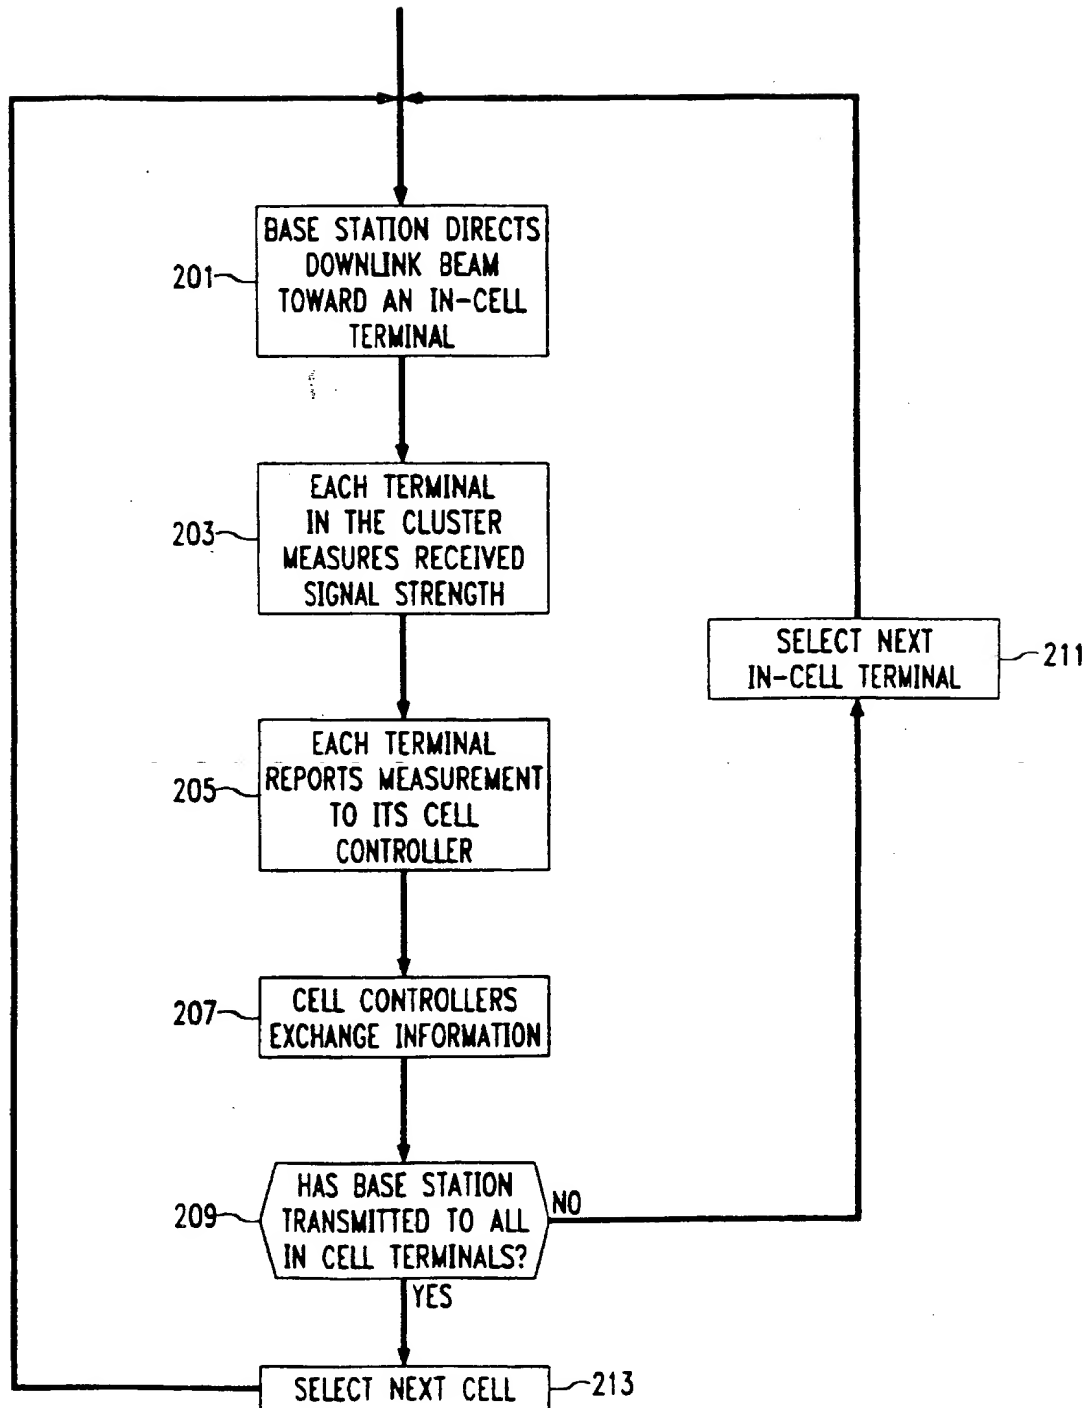 BASE STATION DIRECTS
DOWNLINK BEAM
TOWARD AN IN-CELL
TERMINAL
201
EACH TERMINAL
IN THE CLUSTER
MEASURES RECEIVED
SIGNAL STRENGTH
203
SELECT NEXT
IN-CELL TERMINAL
211
EACH TERMINAL
REPORTS MEASUREMENT
TO ITS CELL
CONTROLLER
205
CELL CONTROLLERS
EXCHANGE INFORMATION
207
HAS BASE STATION
TRANSMITTED TO ALL
IN CELL TERMINALS?
209
NO
YES
SELECT NEXT CELL
213